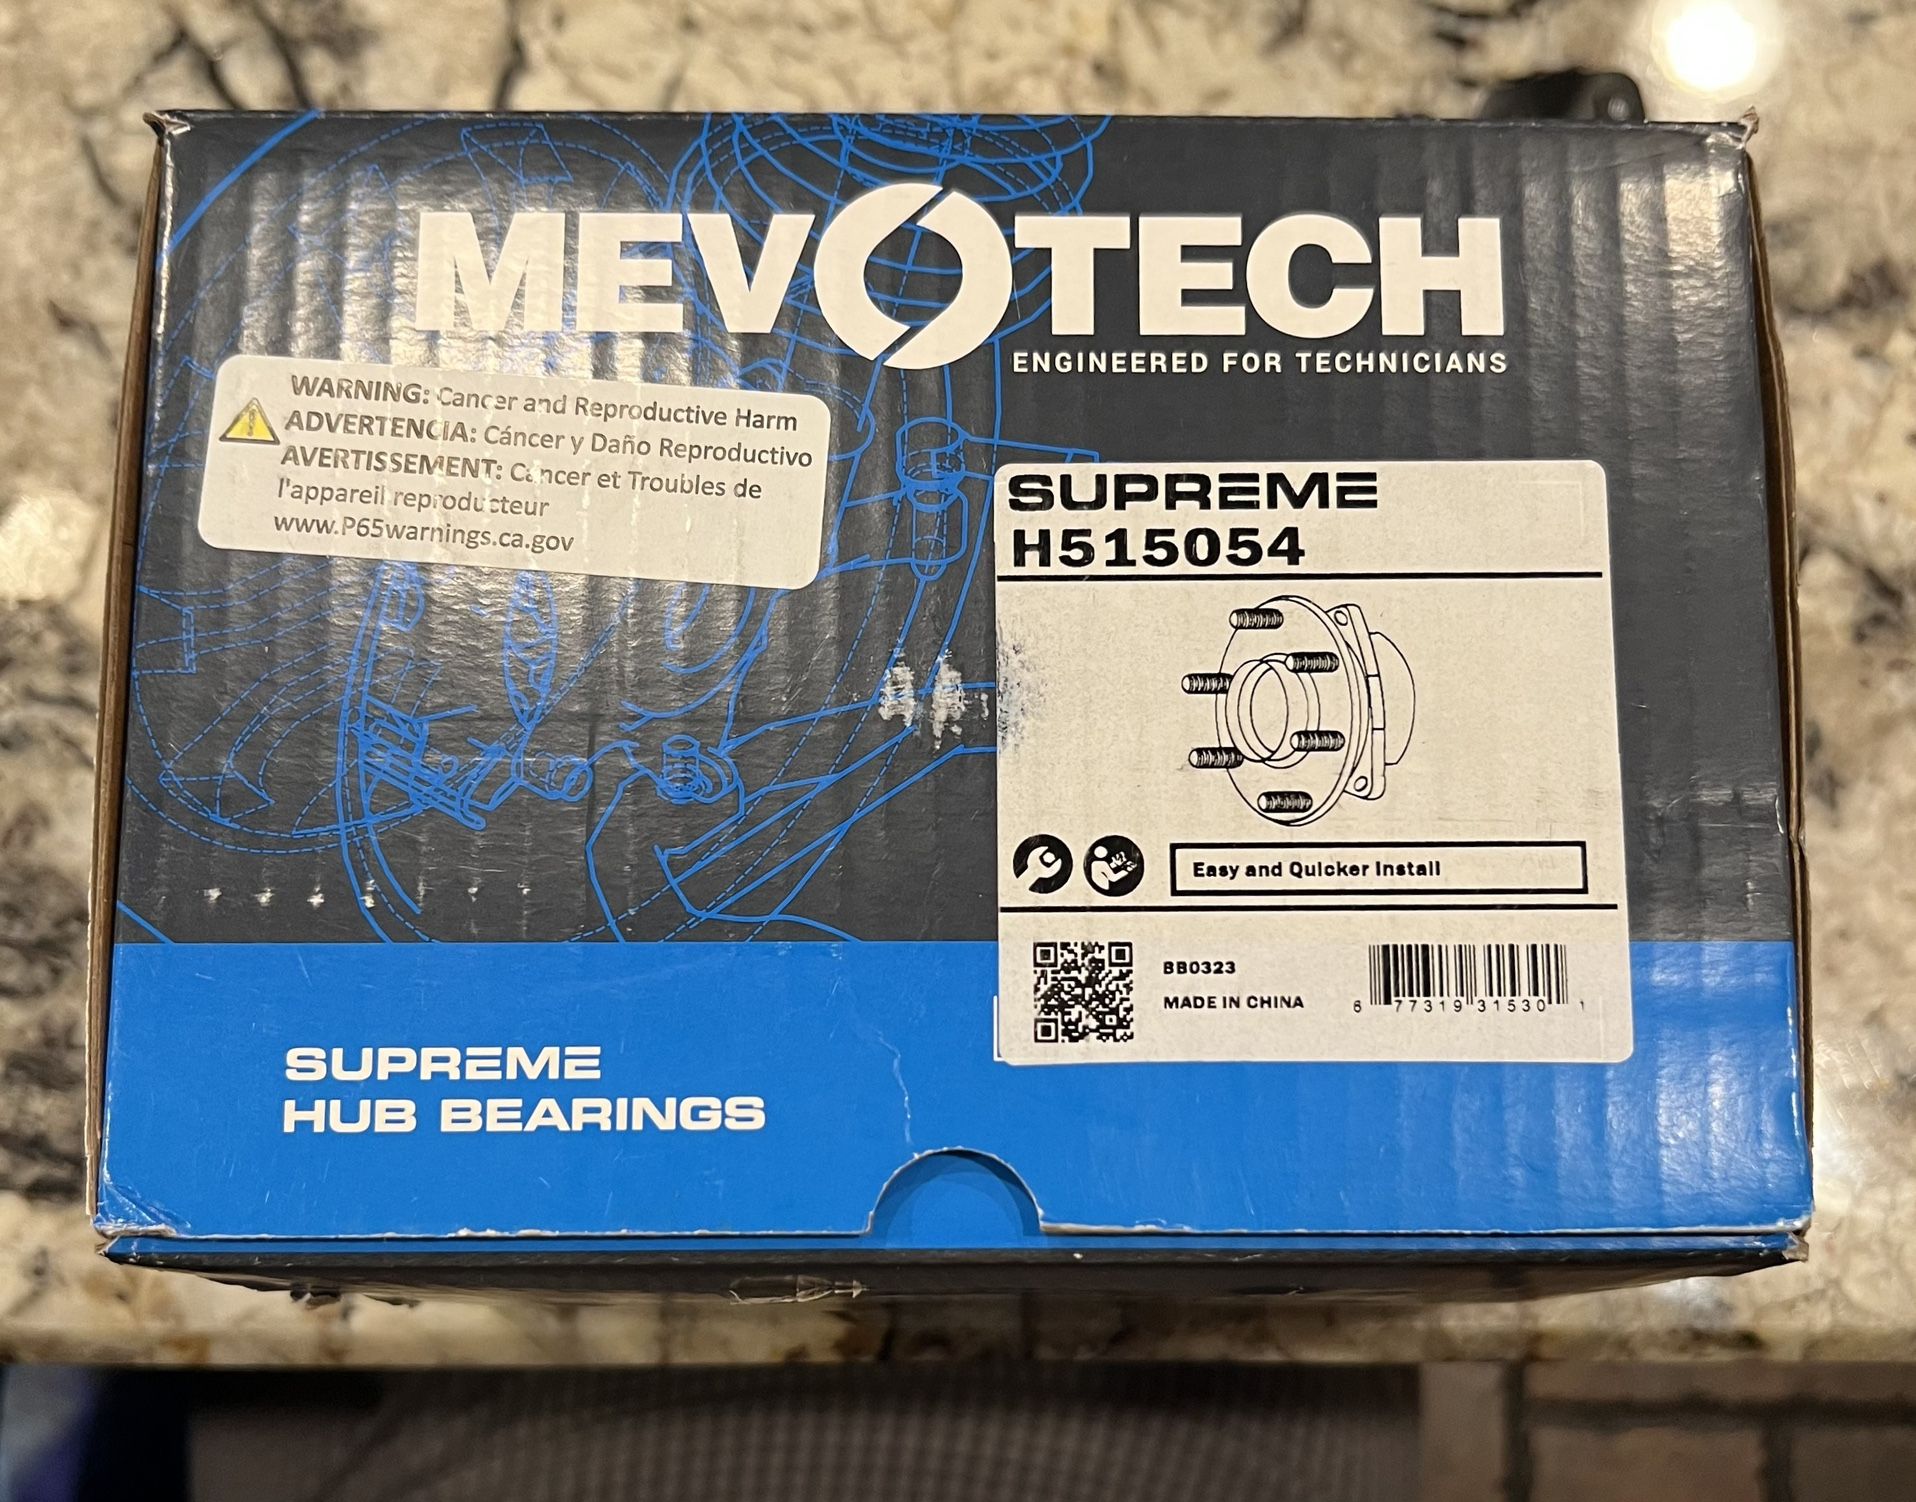 MEVOTECH
ENGINEERED FOR TECHNICIANS
WARNING: Cancer and Reproductive Harm
ADVERTENCIA: Cáncer y Daño Reproductivo
AVERTISSEMENT: Cancer et Troubles de
l'appareil reproducteur
www.P65warnings.ca.gov
SUPREME
H515054
Easy and Quicker Install
BB0323
MADE IN CHINA
6 77319 31530 1
SUPREME
HUB BEARINGS